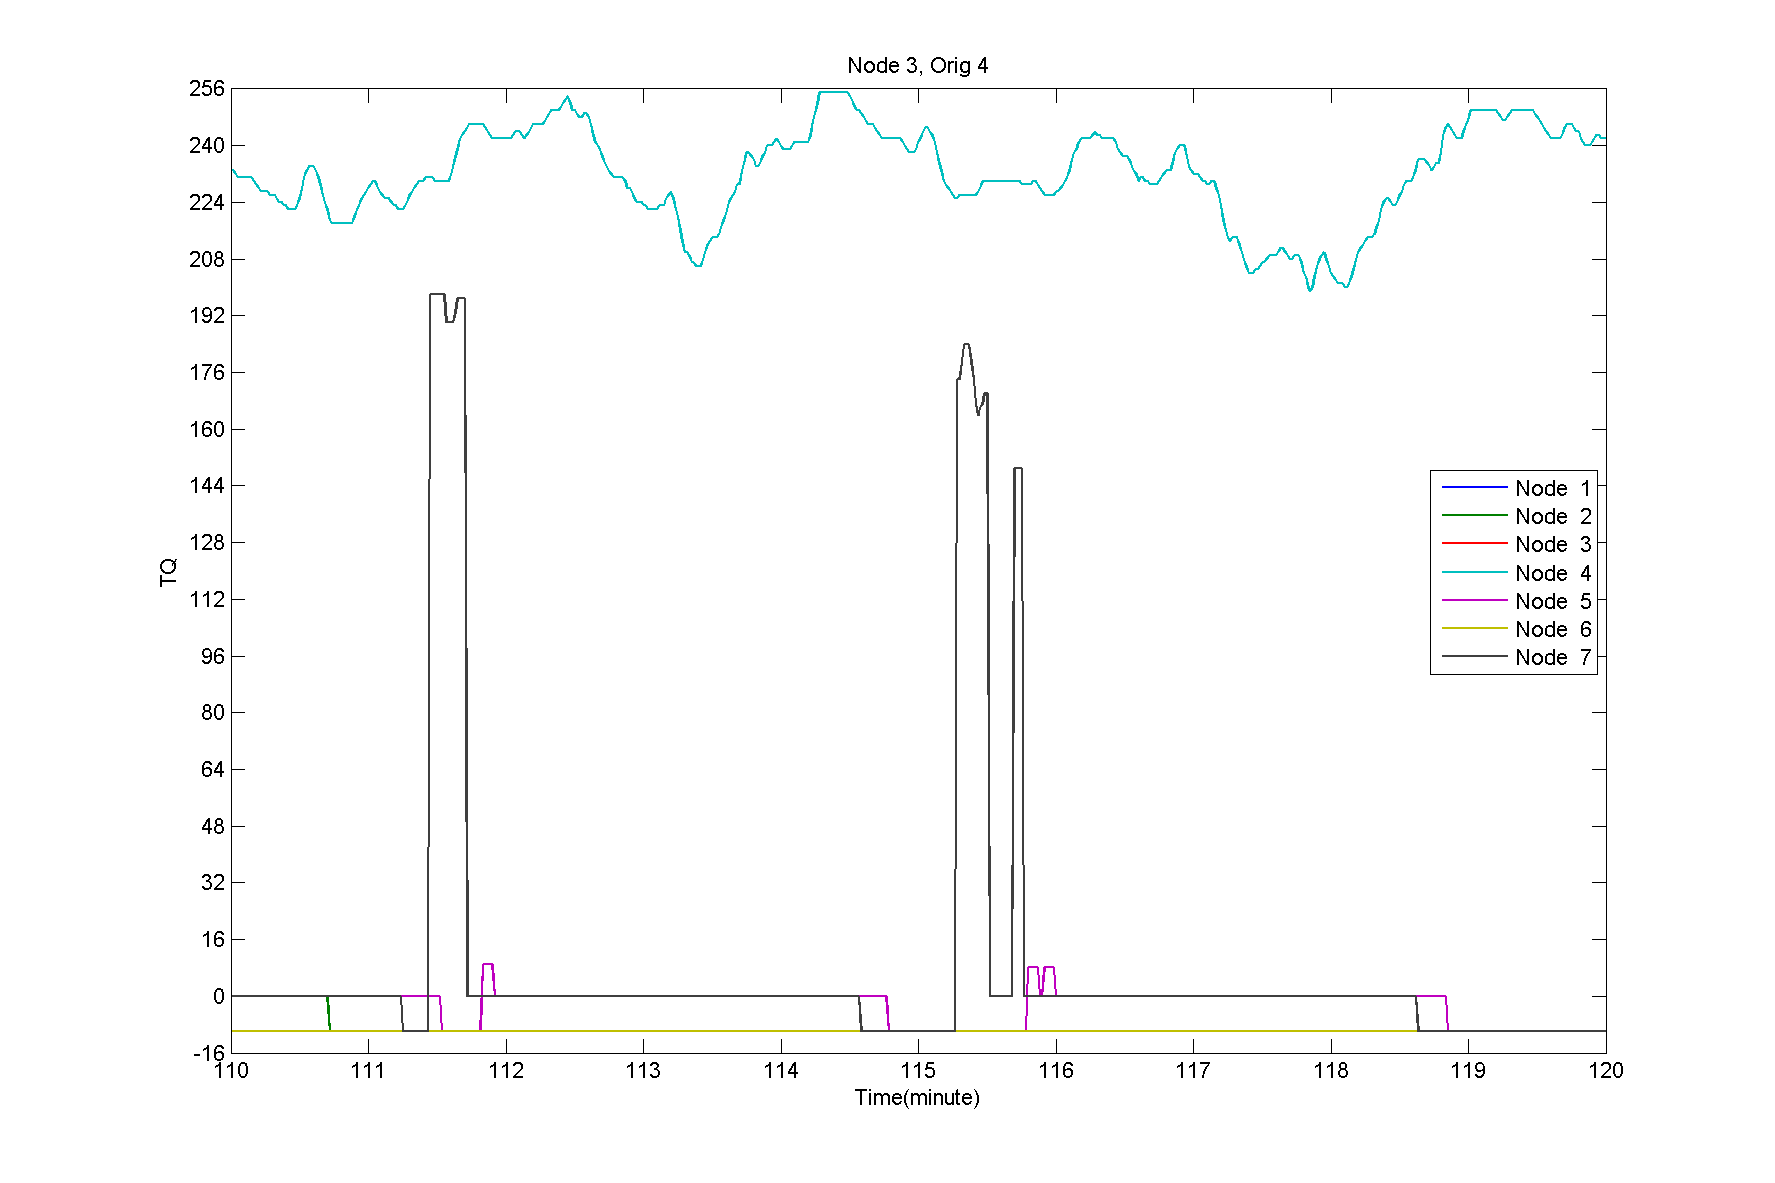 Node 3, Orig 4
256
240
224
208
192
176
160
144
128
112
96
80
64
48
32
16
0
-16
TQ
Node 1
Node 2
Node 3
Node 4
Node 5
Node 6
Node 7
110 111 112 113 114 115 116 117 118 119 120
Time(minute)